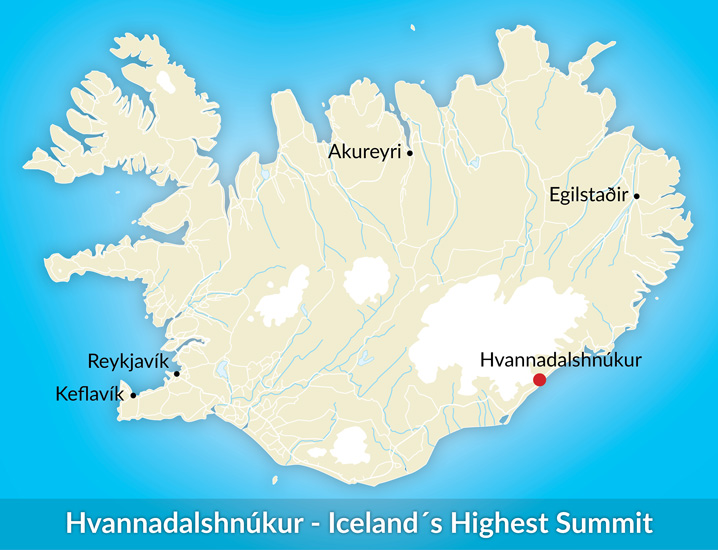 Akureyri
Egilstaðir
Hvannadalshnúkur
Reykjavík
Keflavík
Hvannadalshnúkur - Iceland´s Highest Summit